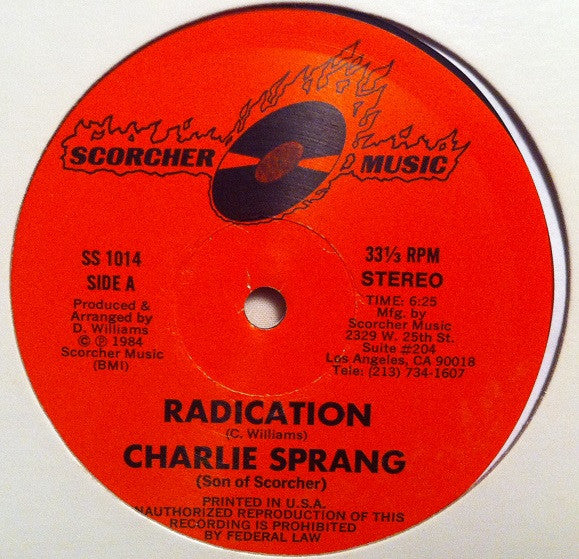 SCORCHER MUSIC
SS 1014
SIDE A
Produced &
Arranged by
D. Williams
© ℗ 1984
Scorcher Music
(BMI)
33⅓ RPM
STEREO
TIME: 6:25
Mfg. by
Scorcher Music
2329 W. 25th St.
Suite #204
Los Angeles, CA 90018
Tele: (213) 734-1607
RADICATION
(C. Williams)
CHARLIE SPRANG
(Son of Scorcher)
PRINTED IN U.S.A.
UNAUTHORIZED REPRODUCTION OF THIS
RECORDING IS PROHIBITED
BY FEDERAL LAW